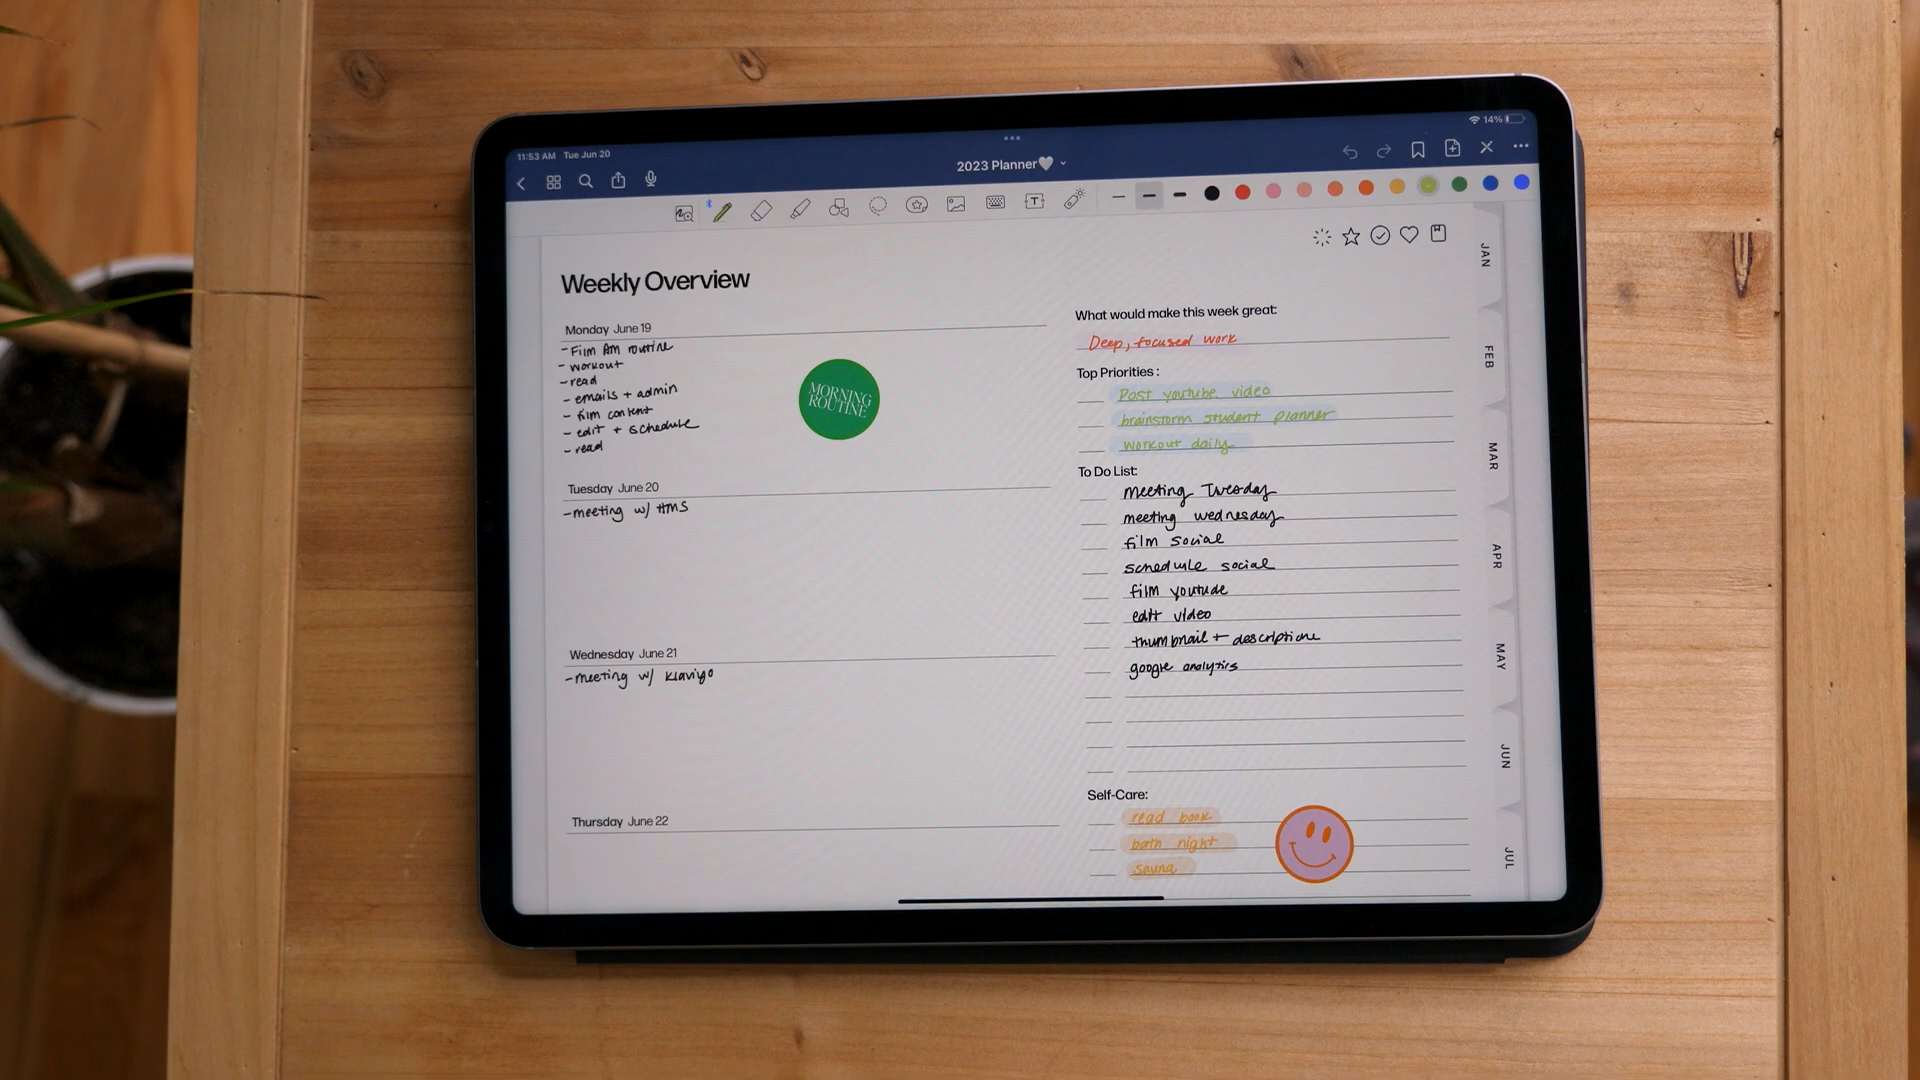 11:53 AM Tue Jun 20
14%
2023 Planner
Weekly Overview
Monday June 19
- Film AM routine
- workout
- read
- emails + admin
- film content
- edit + schedule
- read
MORNING
ROUTINE
Tuesday June 20
- meeting w/ HMS
Wednesday June 21
- meeting w/ Klaviyo
Thursday June 22
What would make this week great:
Deep, focused work
Top Priorities :
Post youtube video
brainstorm student planner
workout daily
To Do List:
meeting Tuesday
meeting wednesday
film social
schedule social
film youtube
edit video
thumbnail + description
google analytics
Self-Care:
read book
bath night
sauna
JAN
FEB
MAR
APR
MAY
JUN
JUL